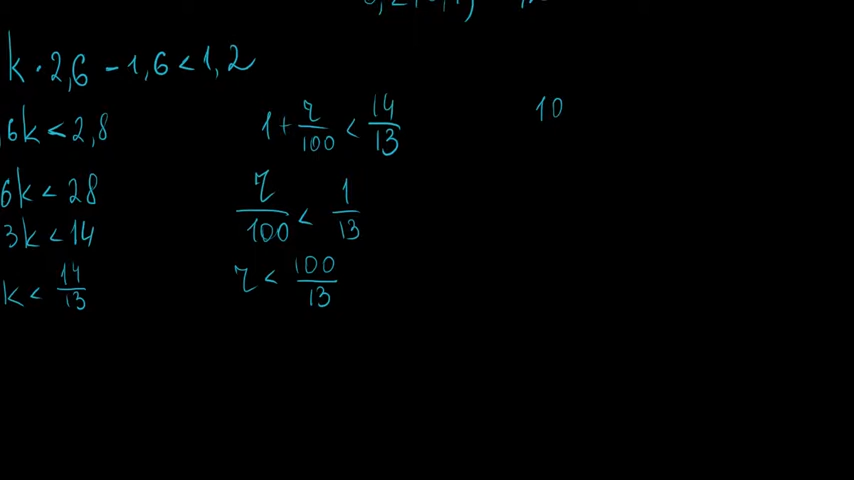 k · 2,6 - 1,6 < 1,2
6k < 2,8
6k < 28
3k < 14
k < 14/13
1 + r/100 < 14/13
r/100 < 1/13
r < 100/13
10